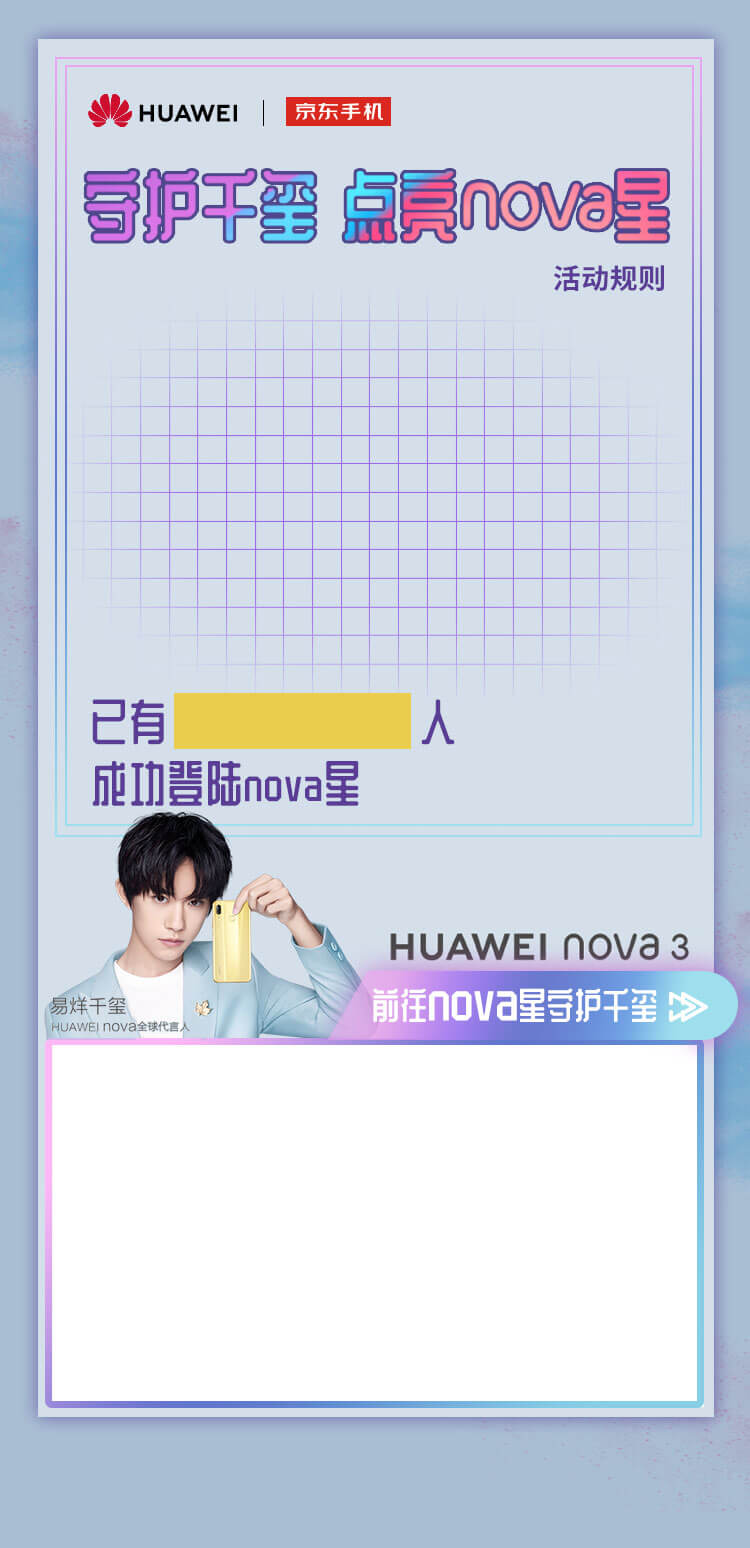 HUAWEI | 京东手机
守护千玺 点亮nova星
活动规则
已有 人
成功登陆nova星
HUAWEI nova 3
易烊千玺
HUAWEI nova全球代言人
前往nova星守护千玺